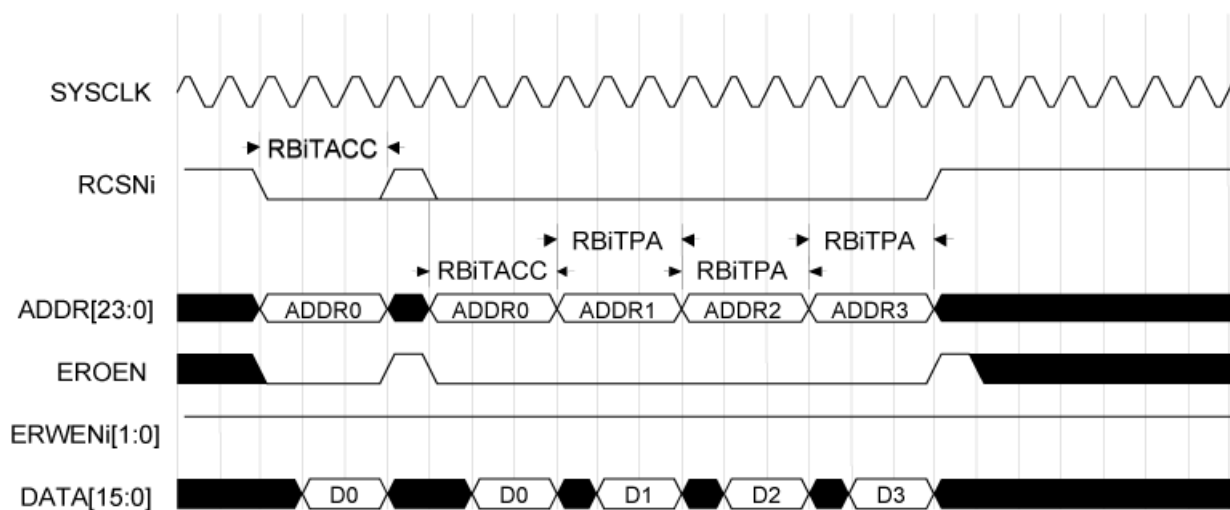 SYSCLK
RBiTACC
RCSNi
RBiTPA RBiTPA
RBiTACC RBiTPA
ADDR[23:0] ADDR0 ADDR0 ADDR1 ADDR2 ADDR3
EROEN
ERWENi[1:0]
DATA[15:0] D0 D0 D1 D2 D3